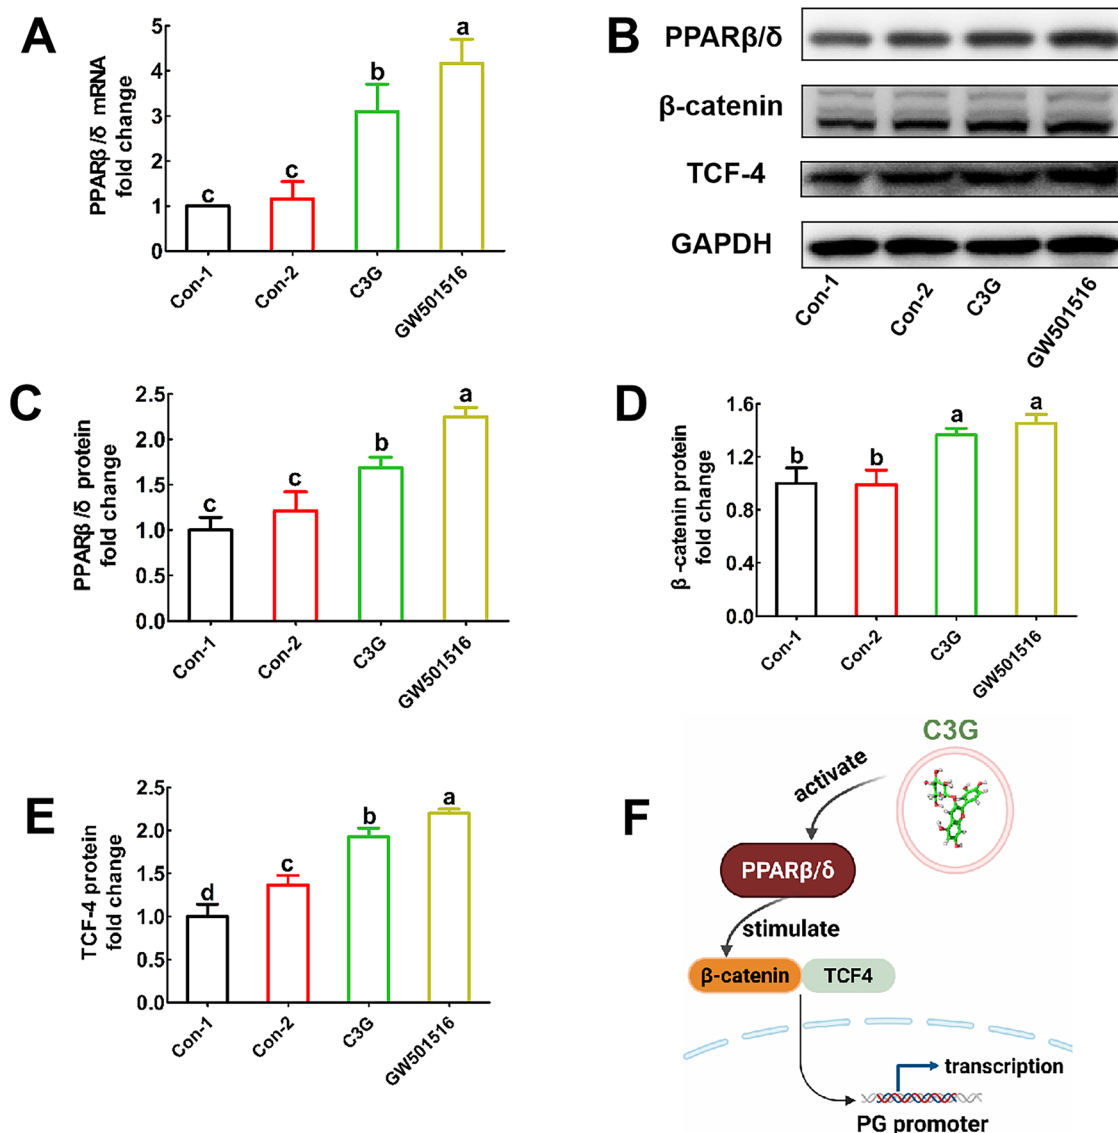 A
PPARβ/δ mRNA
fold change
5
4
3
2
1
0
c
c
b
a
Con-1
Con-2
C3G
GW501516
B
PPARβ/δ
β-catenin
TCF-4
GAPDH
Con-1
Con-2
C3G
GW501516
C
PPARβ/δ protein
fold change
2.5
2.0
1.5
1.0
0.5
0.0
c
c
b
a
Con-1
Con-2
C3G
GW501516
D
β-catenin protein
fold change
1.6
1.2
0.8
0.4
0.0
b
b
a
a
Con-1
Con-2
C3G
GW501516
E
TCF-4 protein
fold change
2.5
2.0
1.5
1.0
0.5
0.0
d
c
b
a
Con-1
Con-2
C3G
GW501516
F
C3G
activate
PPARβ/δ
stimulate
β-catenin
TCF4
transcription
PG promoter